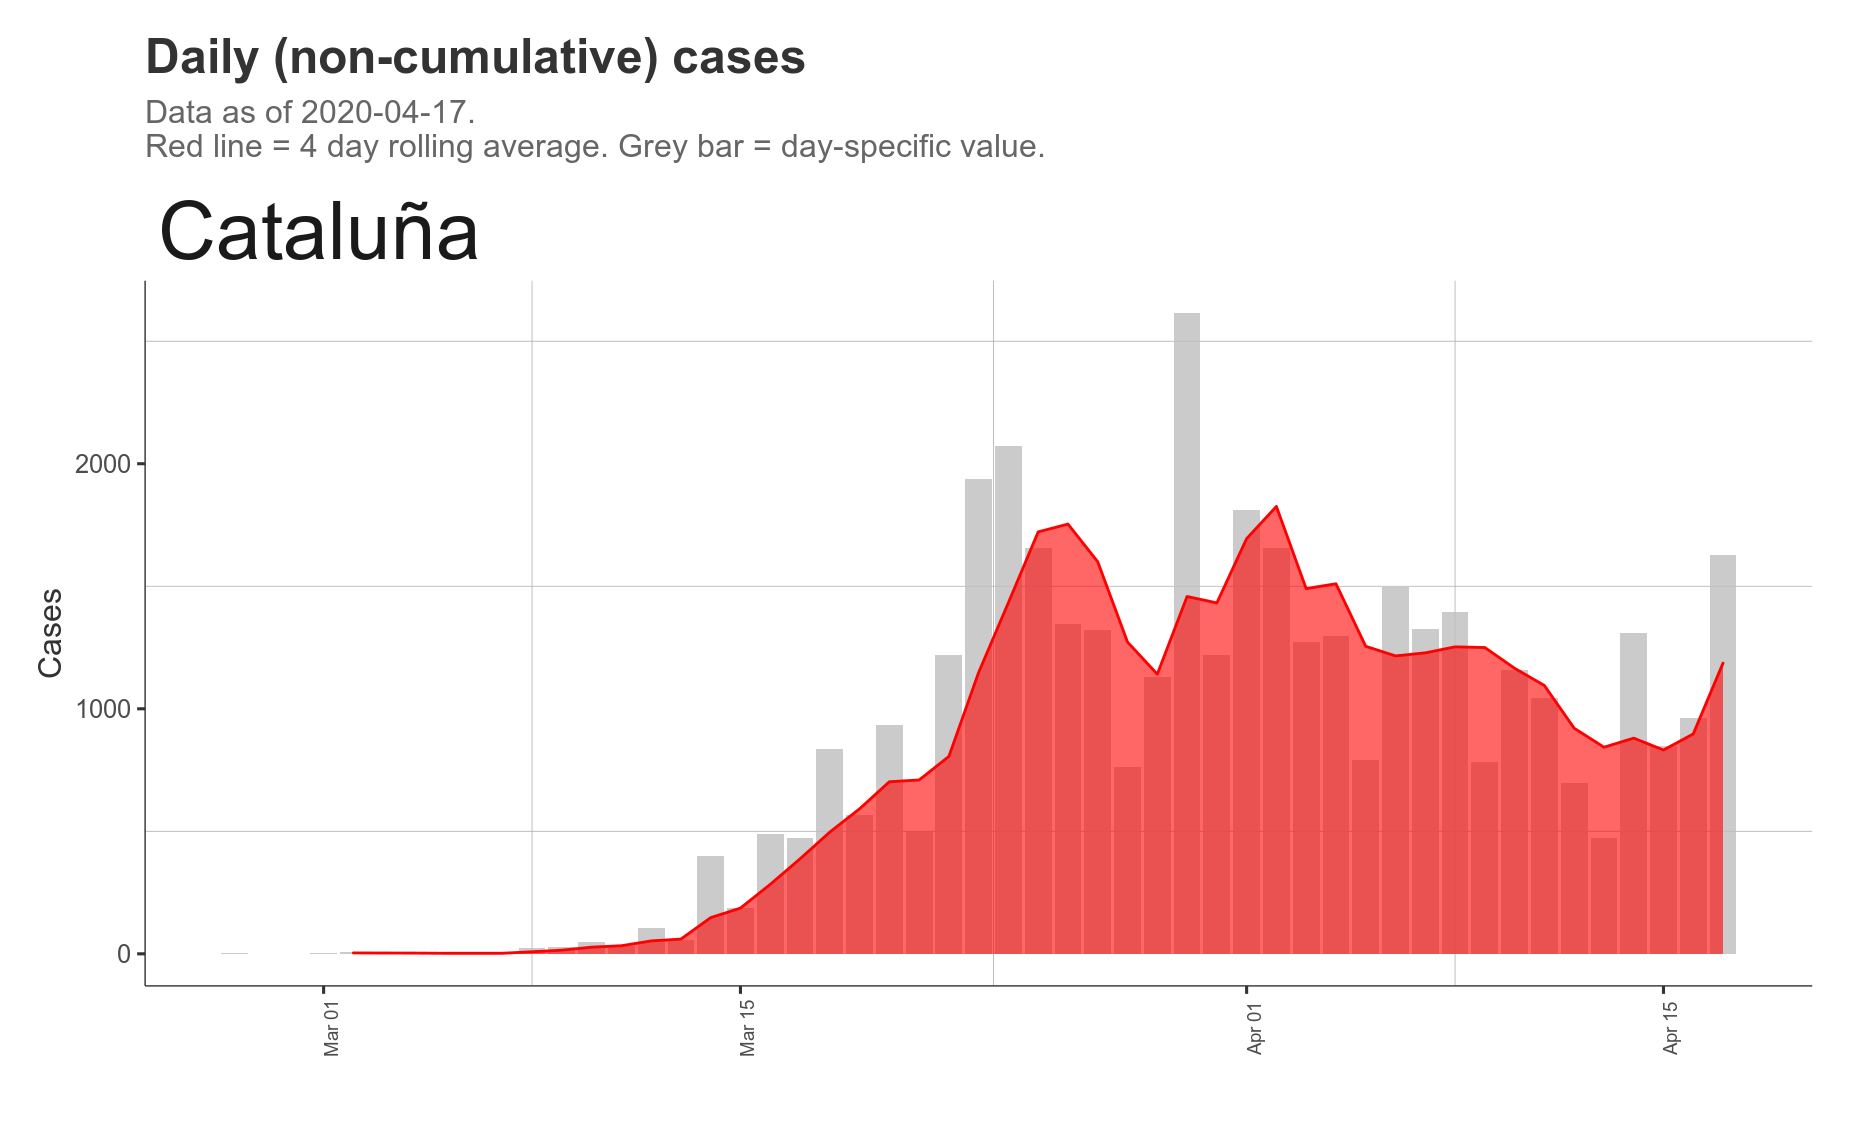 Daily (non-cumulative) cases
Data as of 2020-04-17.
Red line = 4 day rolling average. Grey bar = day-specific value.
Cataluña
Cases
2000
1000
0
Mar 01
Mar 15
Apr 01
Apr 15